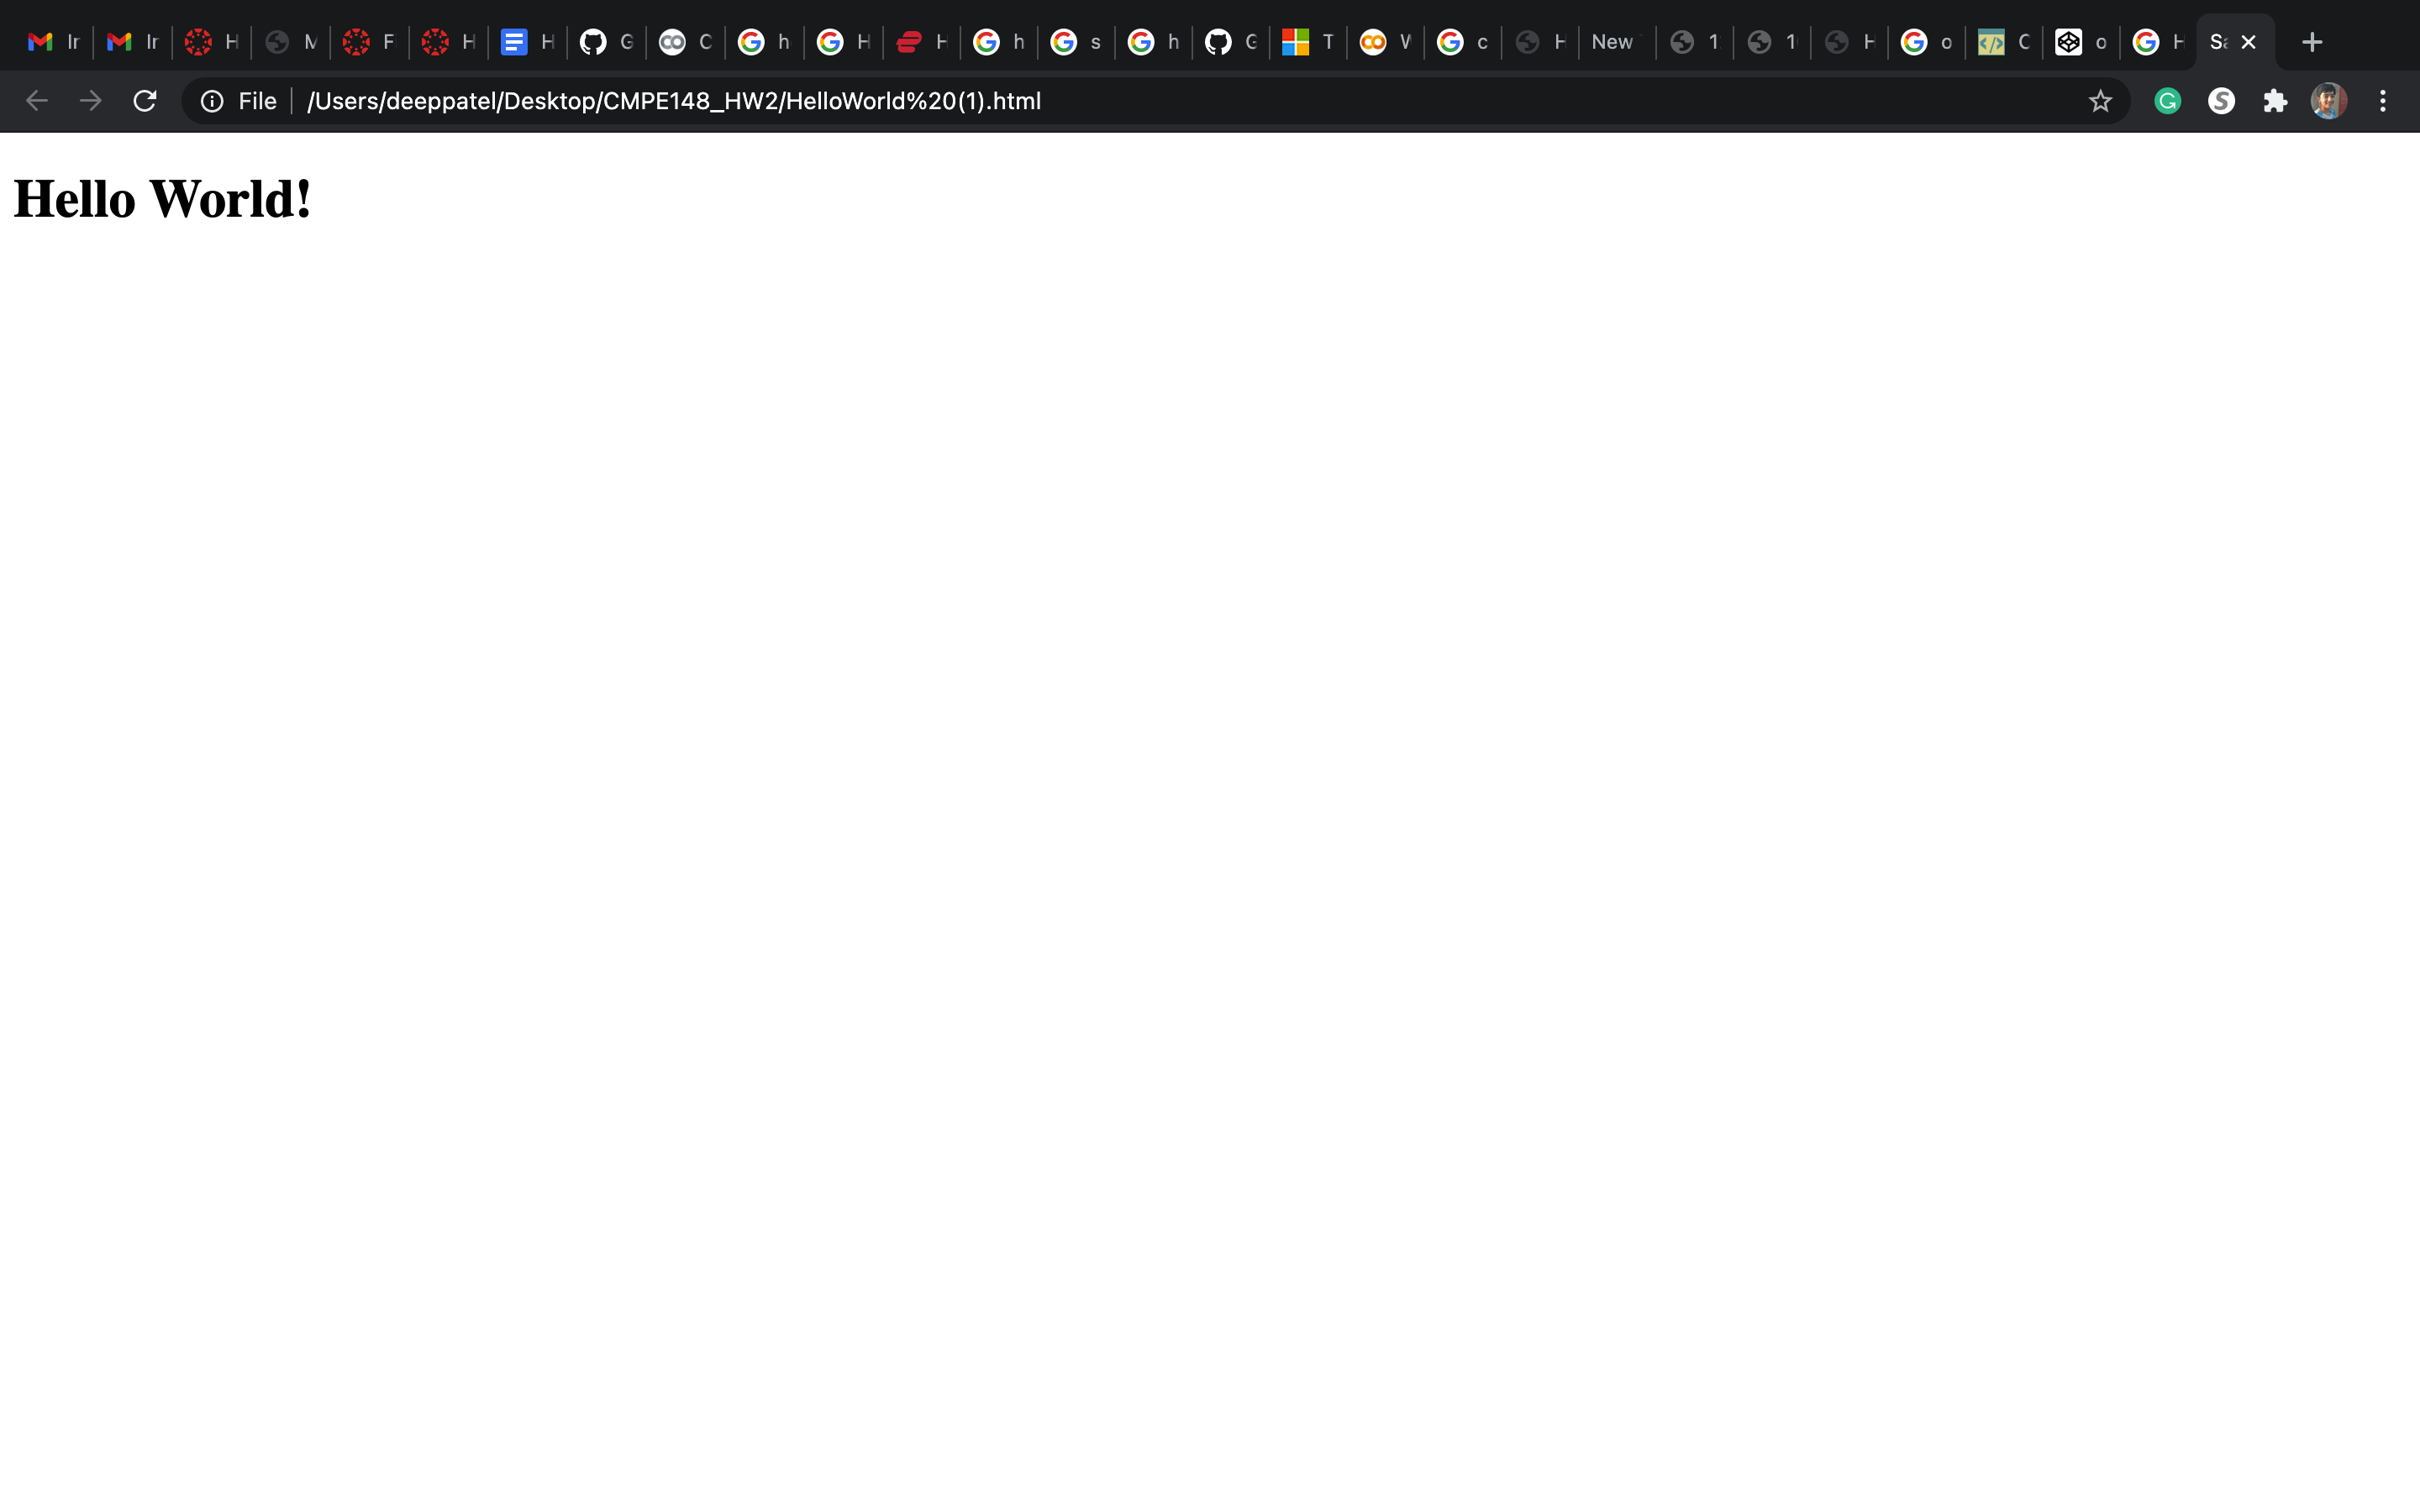 Ir Ir H M F H H G C h H H h s h G T W c H New 1 1 H o C o H Sa
File /Users/deeppatel/Desktop/CMPE148_HW2/HelloWorld%20(1).html
Hello World!